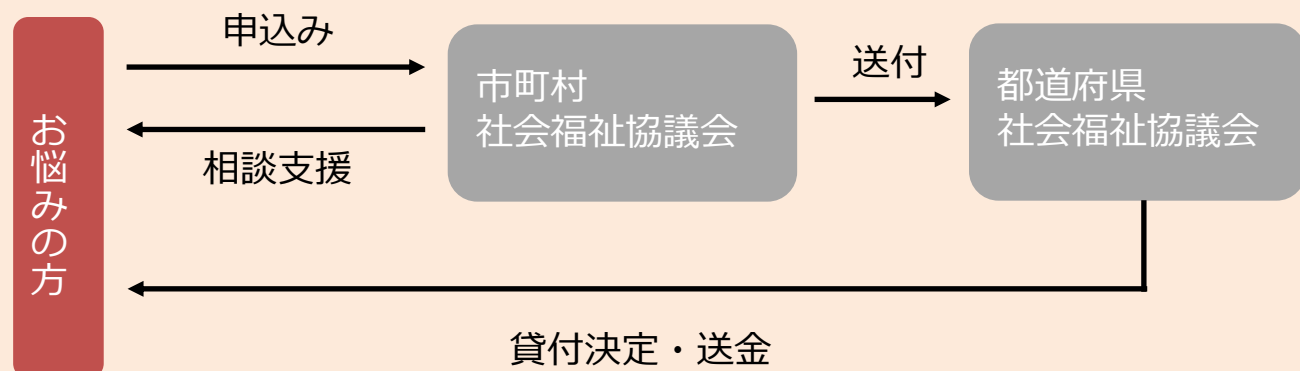 お悩みの方
申込み
相談支援
市町村
社会福祉協議会
送付
都道府県
社会福祉協議会
貸付決定・送金